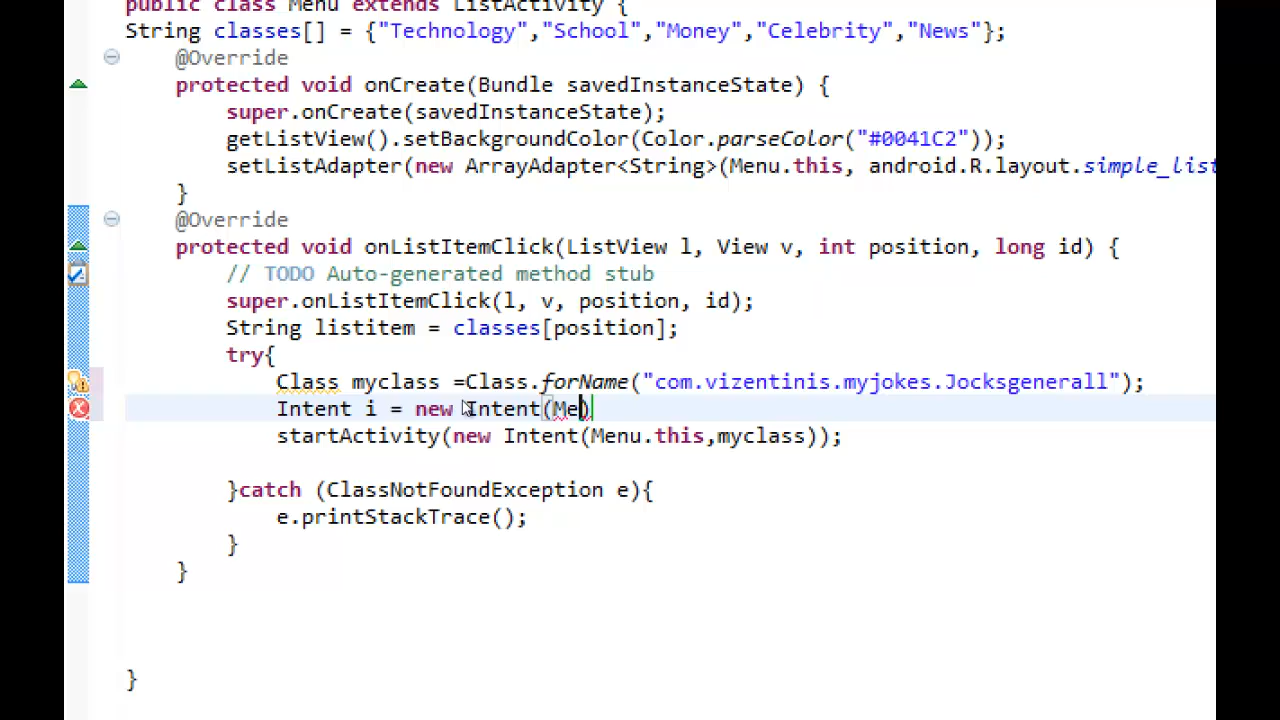 public class Menu extends ListActivity {
String classes[] = {"Technology","School","Money","Celebrity","News"};
@Override
protected void onCreate(Bundle savedInstanceState) {
super.onCreate(savedInstanceState);
getListView().setBackgroundColor(Color.parseColor("#0041C2"));
setListAdapter(new ArrayAdapter<String>(Menu.this, android.R.layout.simple_list
}
@Override
protected void onListItemClick(ListView l, View v, int position, long id) {
// TODO Auto-generated method stub
super.onListItemClick(l, v, position, id);
String listitem = classes[position];
try{
Class myclass =Class.forName("com.vizentinis.myjokes.Jocksgenerall");
Intent i = new Intent(Me)
startActivity(new Intent(Menu.this,myclass));
}catch (ClassNotFoundException e){
e.printStackTrace();
}
}
}